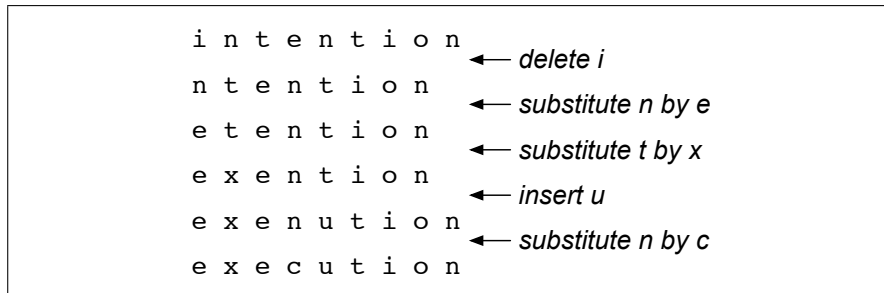 i n t e n t i o n
delete i
n t e n t i o n
substitute n by e
e t e n t i o n
substitute t by x
e x e n t i o n
insert u
e x e n u t i o n
substitute n by c
e x e c u t i o n